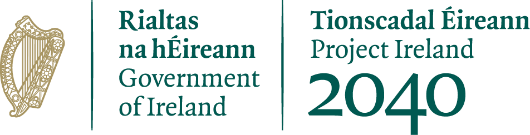 Rialtas
na hÉireann
Government
of Ireland
Tionscadal Éireann
Project Ireland
2040